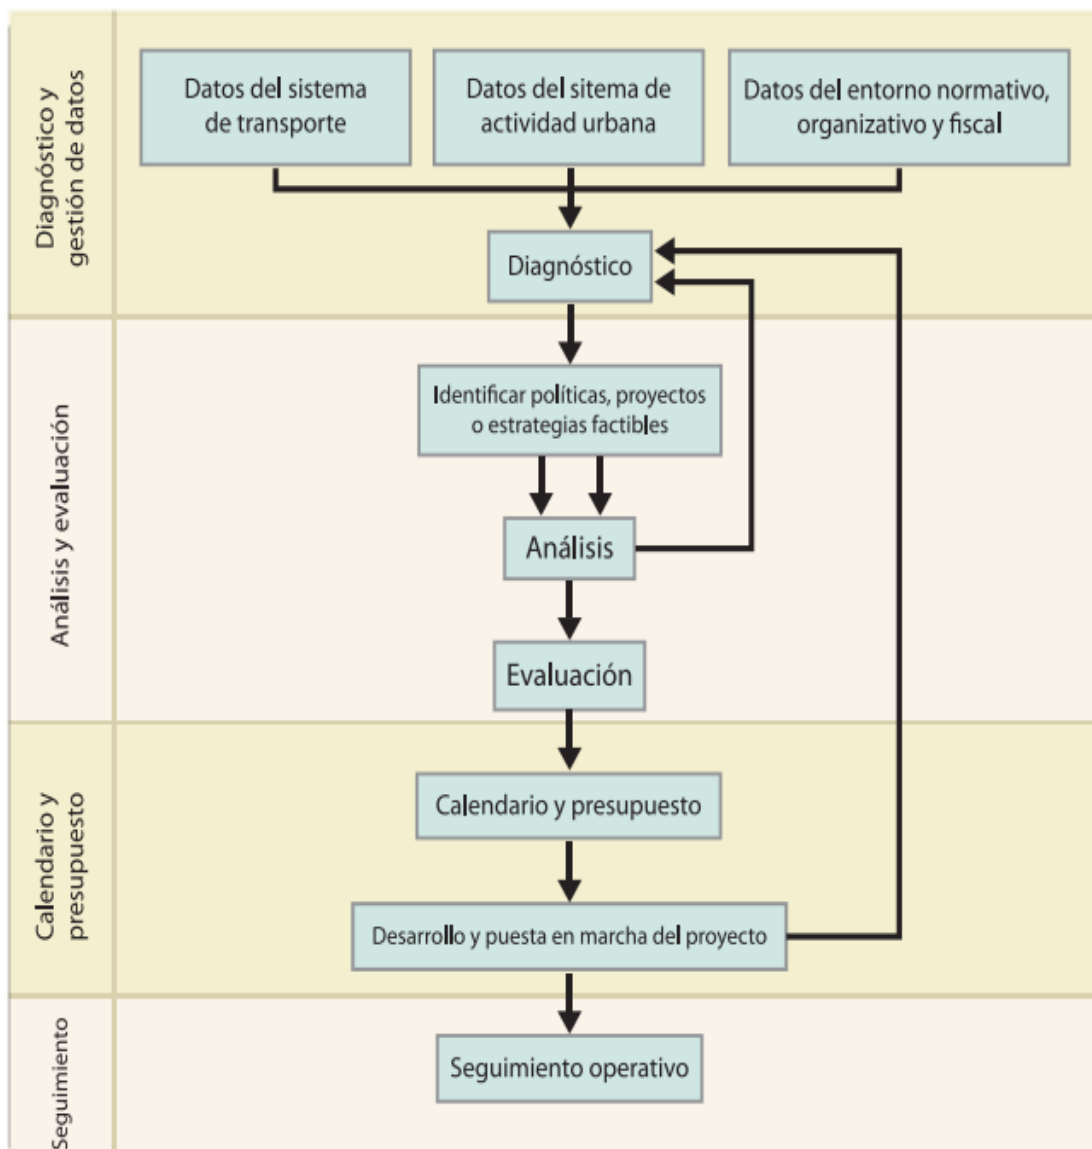 Diagnóstico y
gestión de datos
Datos del sistema
de transporte
Datos del sitema de
actividad urbana
Datos del entorno normativo,
organizativo y fiscal
Diagnóstico
Análisis y evaluación
Identificar políticas, proyectos
o estrategias factibles
Análisis
Evaluación
Calendario y
presupuesto
Calendario y presupuesto
Desarrollo y puesta en marcha del proyecto
Seguimiento
Seguimiento operativo